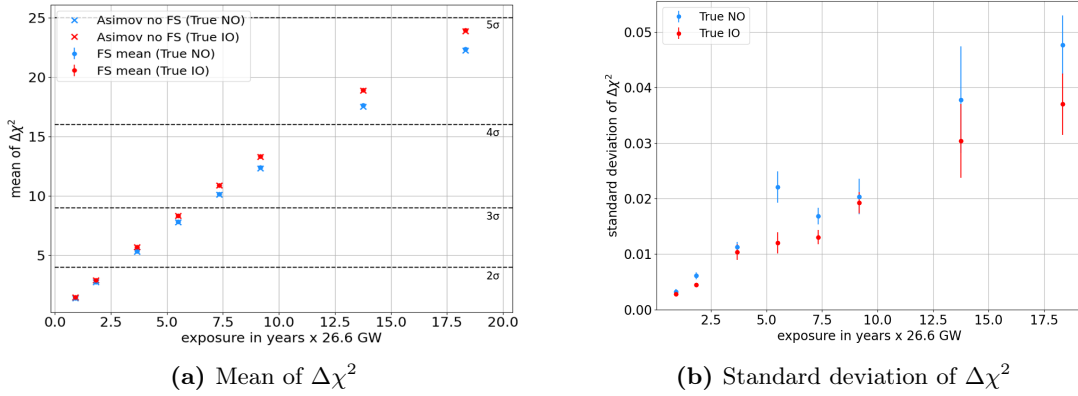 25
20
15
10
5
mean of Δχ²
Asimov no FS (True NO)
Asimov no FS (True IO)
FS mean (True NO)
FS mean (True IO)
5σ
4σ
3σ
2σ
0.0 2.5 5.0 7.5 10.0 12.5 15.0 17.5 20.0
exposure in years x 26.6 GW
(a) Mean of Δχ²
0.05
0.04
0.03
0.02
0.01
0.00
standard deviation of Δχ²
True NO
True IO
2.5 5.0 7.5 10.0 12.5 15.0 17.5
exposure in years x 26.6 GW
(b) Standard deviation of Δχ²